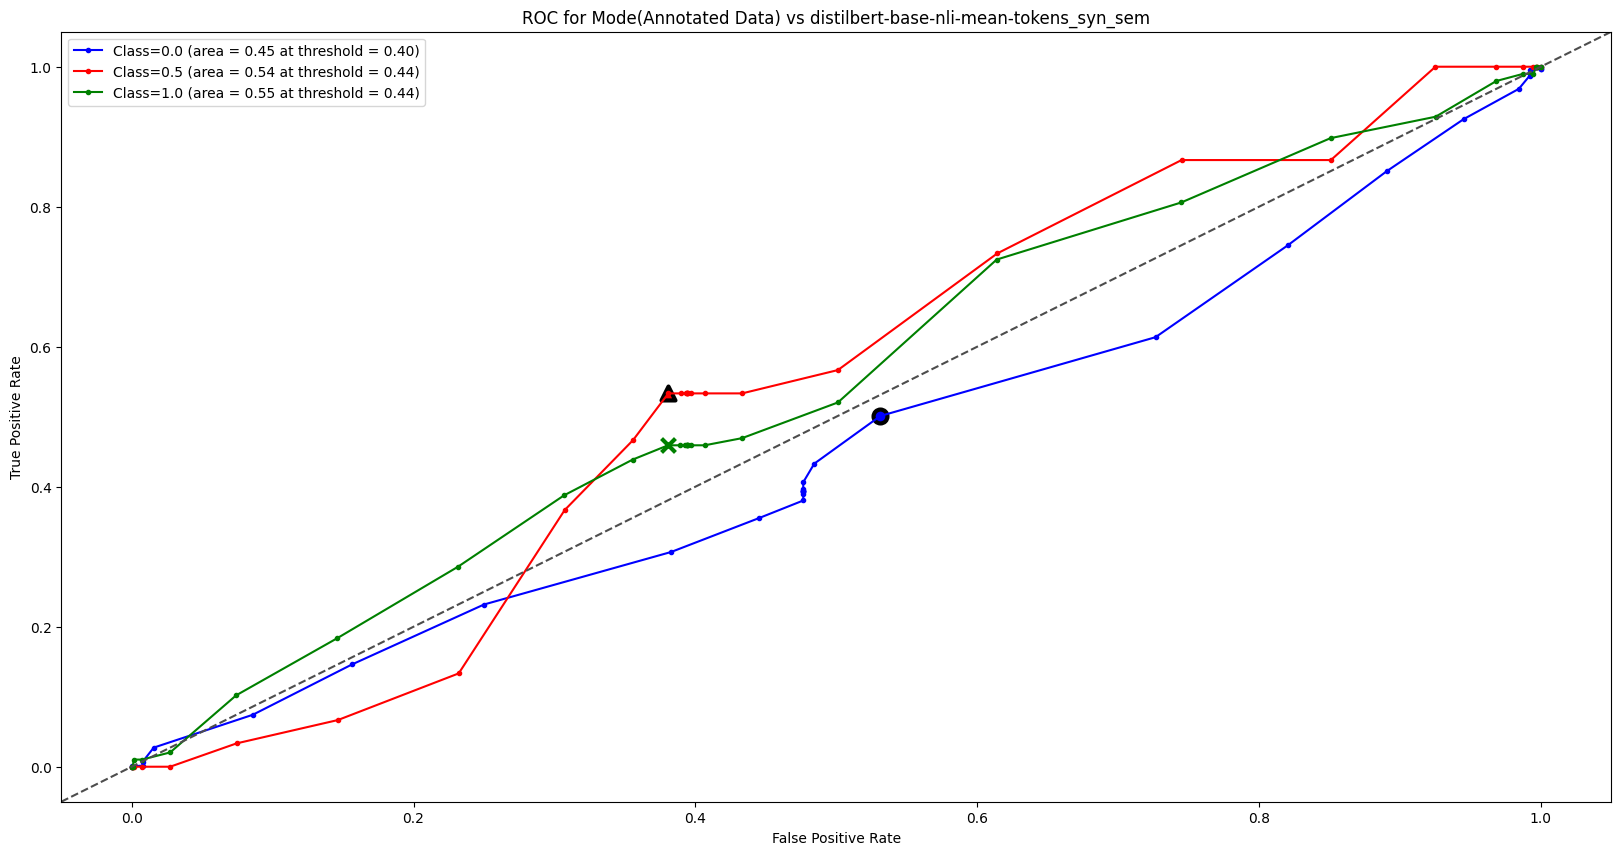 ROC for Mode(Annotated Data) vs distilbert-base-nli-mean-tokens_syn_sem
Class=0.0 (area = 0.45 at threshold = 0.40)
Class=0.5 (area = 0.54 at threshold = 0.44)
Class=1.0 (area = 0.55 at threshold = 0.44)
True Positive Rate
1.0
0.8
0.6
0.4
0.2
0.0
0.0 0.2 0.4 0.6 0.8 1.0
False Positive Rate